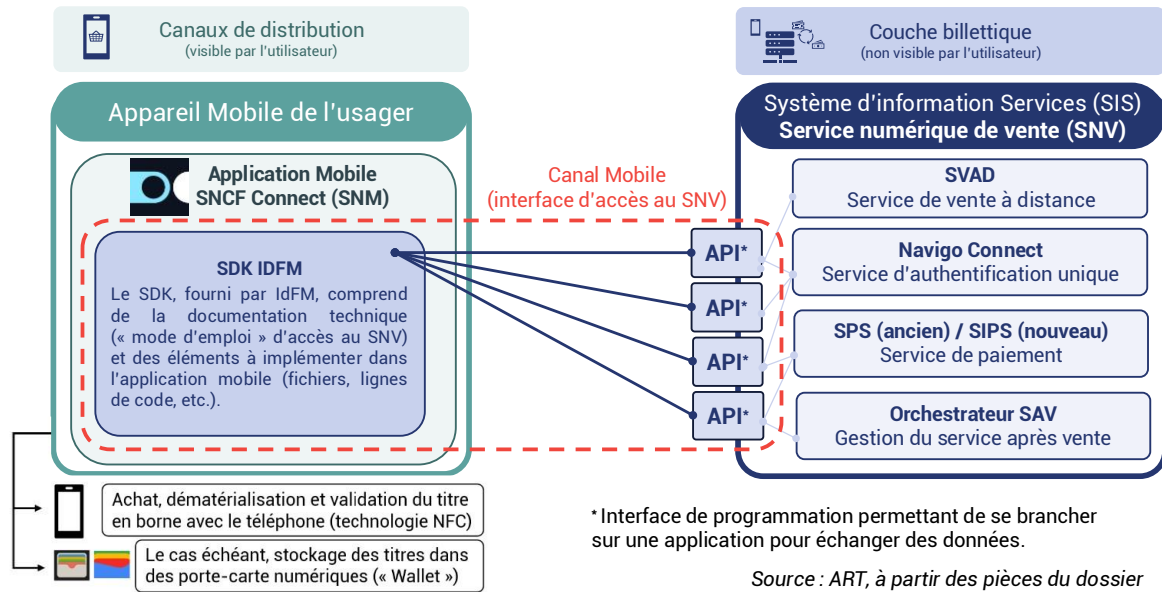 Canaux de distribution
(visible par l'utilisateur)
Couche billettique
(non visible par l'utilisateur)
Appareil Mobile de l'usager
Système d'information Services (SIS)
Service numérique de vente (SNV)
Application Mobile
SNCF Connect (SNM)
Canal Mobile
(interface d'accès au SNV)
SVAD
Service de vente à distance
Navigo Connect
Service d'authentification unique
SPS (ancien) / SIPS (nouveau)
Service de paiement
Orchestrateur SAV
Gestion du service après vente
API*
API*
API*
API*
SDK IDFM
Le SDK, fourni par IdFM, comprend
de la documentation technique
(« mode d'emploi » d'accès au SNV)
et des éléments à implémenter dans
l'application mobile (fichiers, lignes
de code, etc.).
Achat, dématérialisation et validation du titre
en borne avec le téléphone (technologie NFC)
Le cas échéant, stockage des titres dans
des porte-carte numériques (« Wallet »)
* Interface de programmation permettant de se brancher
sur une application pour échanger des données.
Source : ART, à partir des pièces du dossier